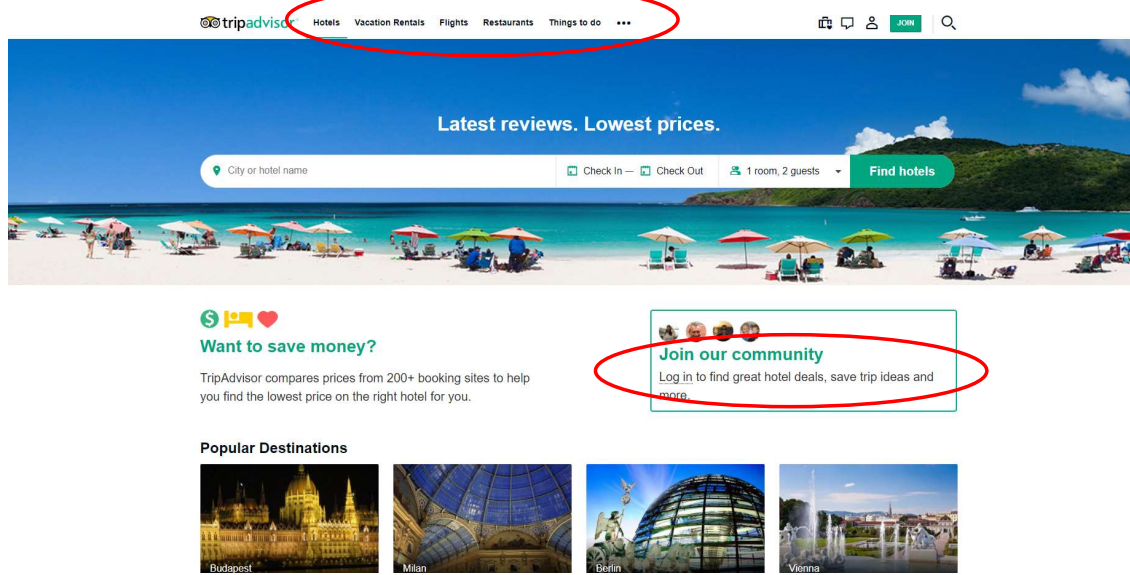 tripadvisor Hotels Vacation Rentals Flights Restaurants Things to do ••• JOIN
Latest reviews. Lowest prices.
City or hotel name Check In — Check Out 1 room, 2 guests Find hotels
Want to save money?
TripAdvisor compares prices from 200+ booking sites to help
you find the lowest price on the right hotel for you.
Join our community
Log in to find great hotel deals, save trip ideas and
more.
Popular Destinations
Budapest
Milan
Berlin
Vienna